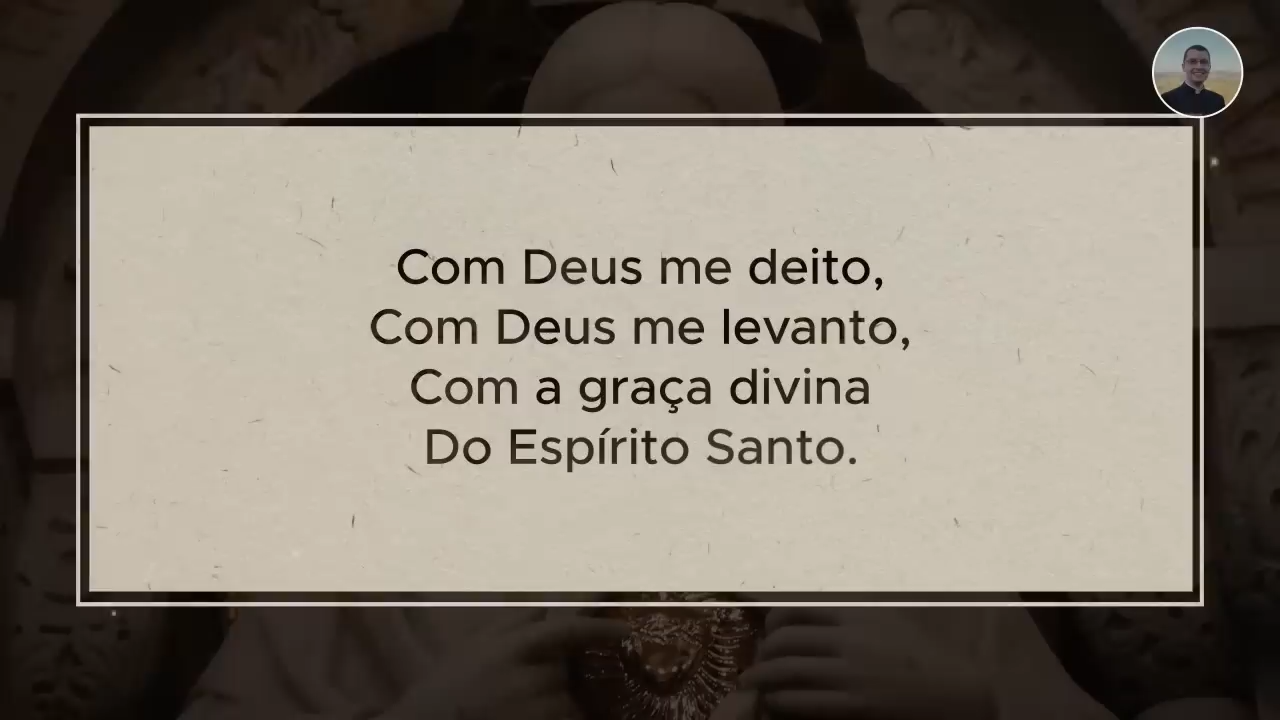 Com Deus me deito,
Com Deus me levanto,
Com a graça divina
Do Espírito Santo.